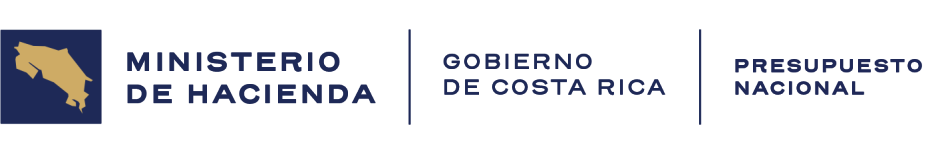 MINISTERIO
DE HACIENDA
GOBIERNO
DE COSTA RICA
PRESUPUESTO
NACIONAL